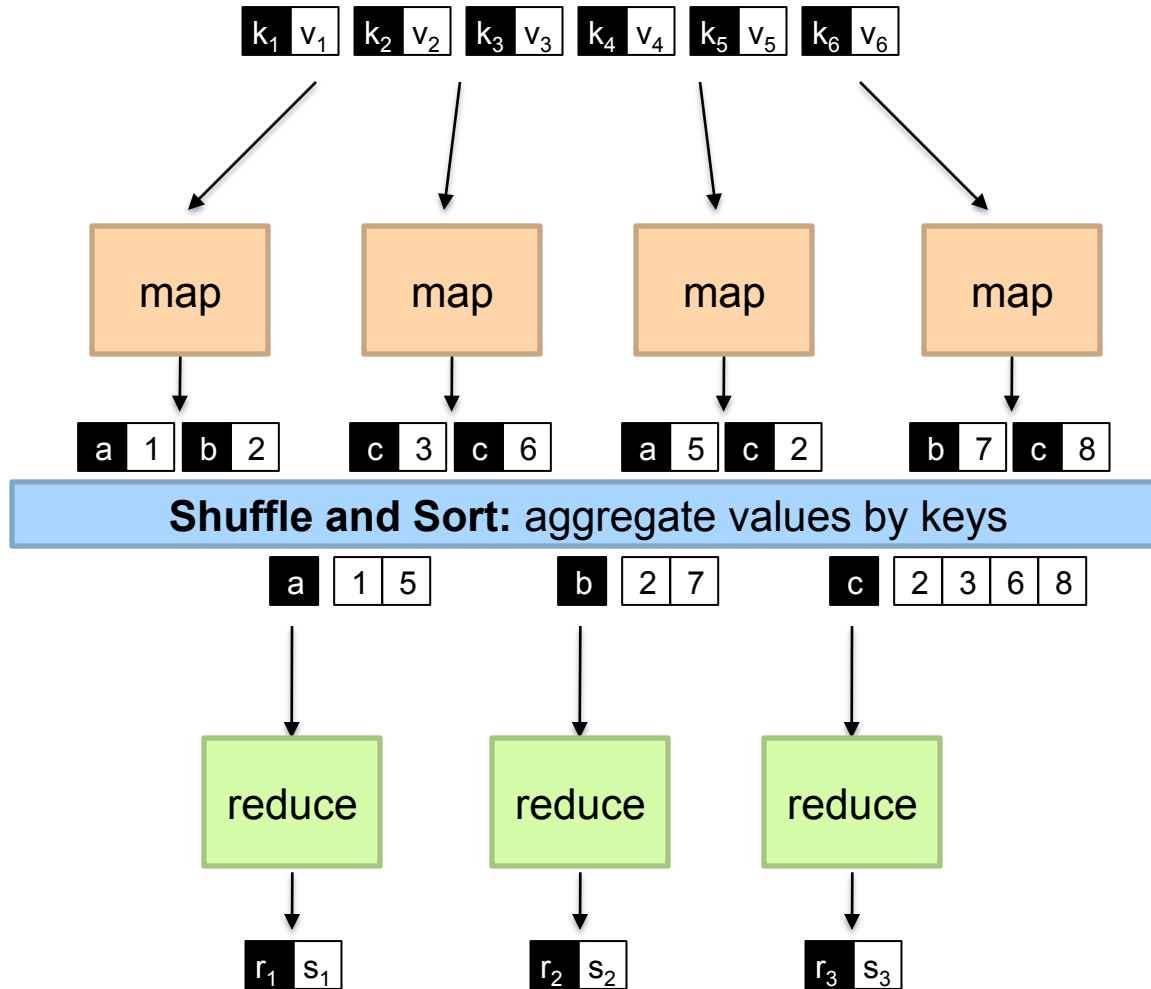 k₁ v₁ k₂ v₂ k₃ v₃ k₄ v₄ k₅ v₅ k₆ v₆
map map map map
a 1 b 2 c 3 c 6 a 5 c 2 b 7 c 8
Shuffle and Sort: aggregate values by keys
a 1 5 b 2 7 c 2 3 6 8
reduce reduce reduce
r₁ s₁ r₂ s₂ r₃ s₃